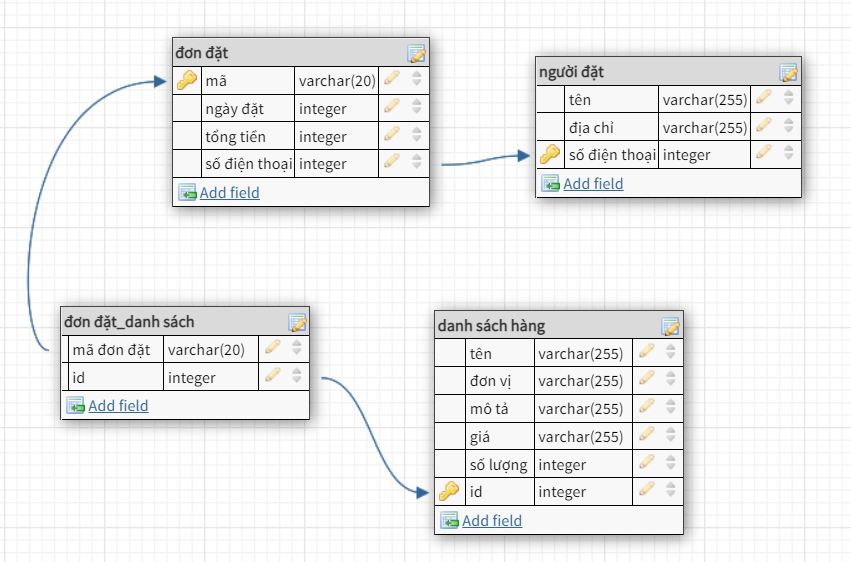 đơn đặt
mã varchar(20)
ngày đặt integer
tổng tiền integer
số điện thoại integer
Add field
người đặt
tên varchar(255)
địa chỉ varchar(255)
số điện thoại integer
Add field
đơn đặt_danh sách
mã đơn đặt varchar(20)
id integer
Add field
danh sách hàng
tên varchar(255)
đơn vị varchar(255)
mô tả varchar(255)
giá varchar(255)
số lượng integer
id integer
Add field